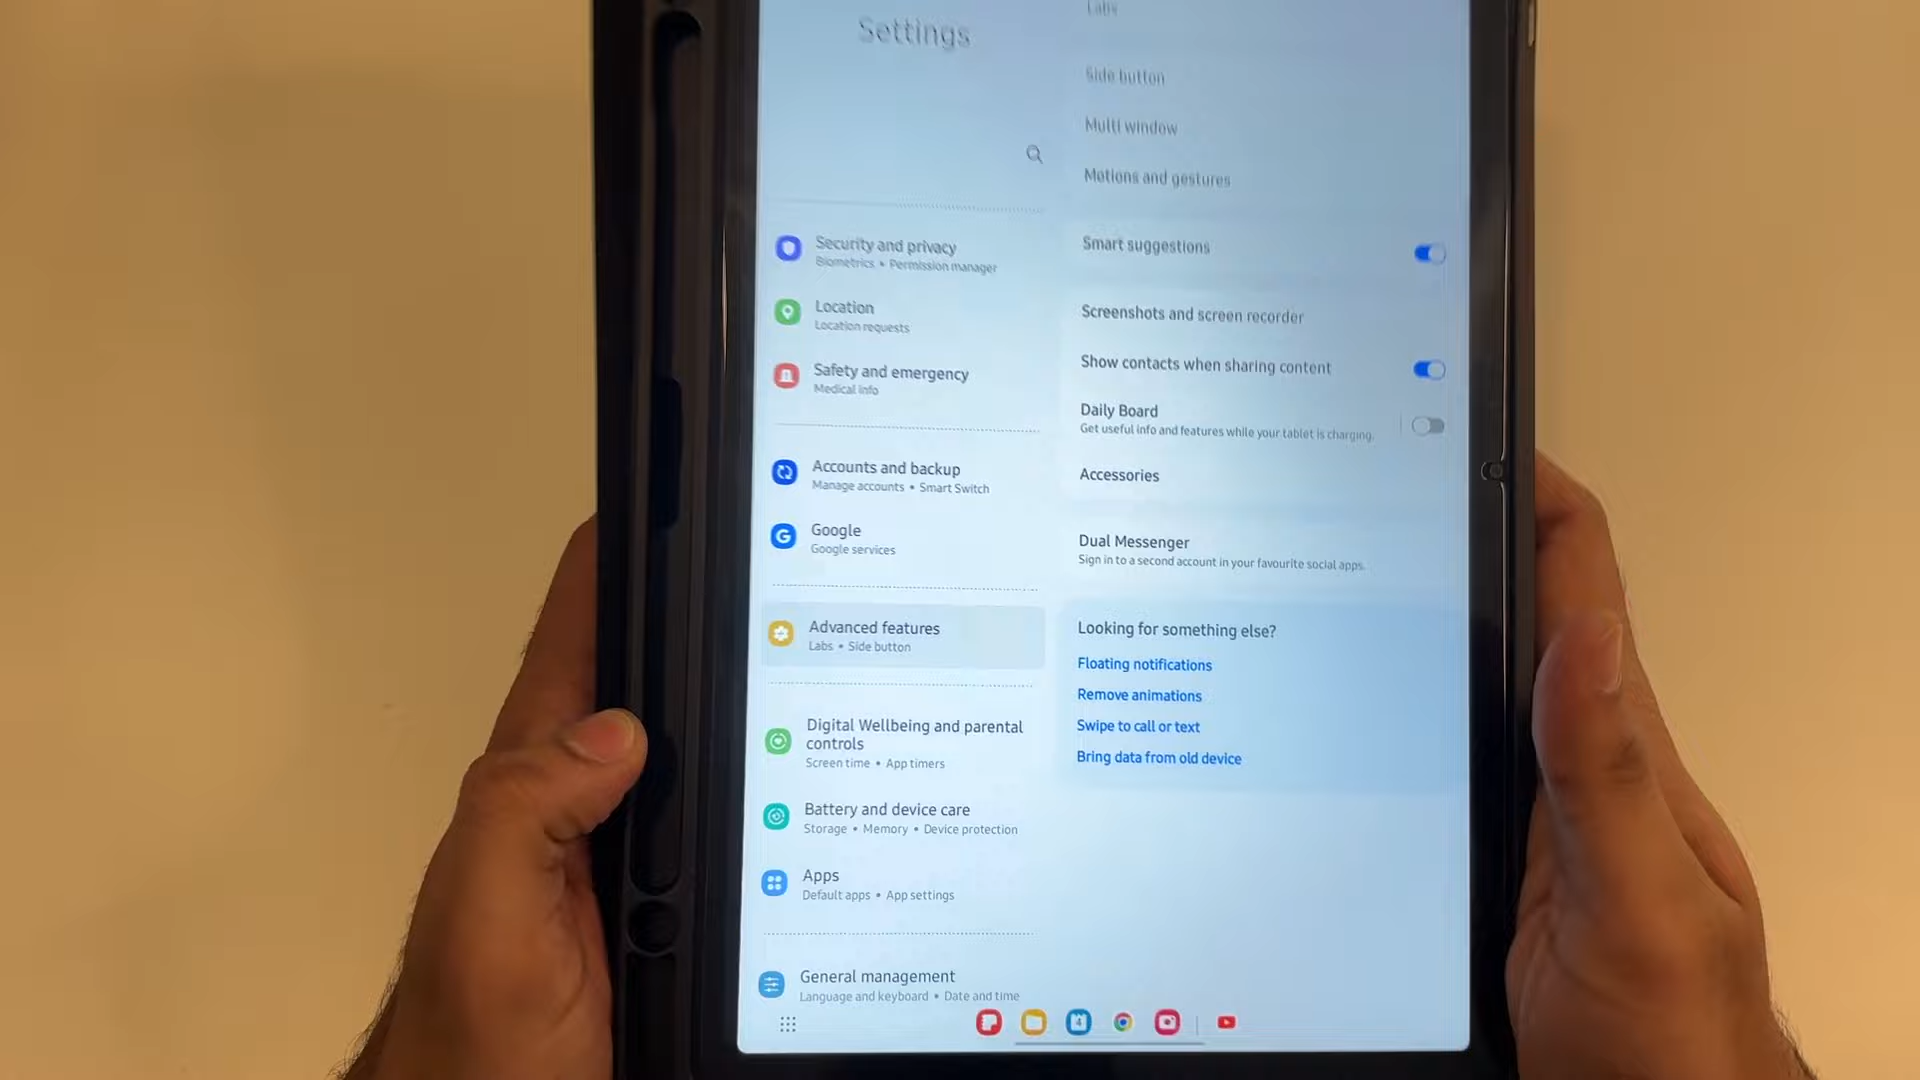 Settings
Security and privacy
Biometrics • Permission manager
Location
Location requests
Safety and emergency
Medical info
Accounts and backup
Manage accounts • Smart Switch
Google
Google services
Advanced features
Labs • Side button
Digital Wellbeing and parental
controls
Screen time • App timers
Battery and device care
Storage • Memory • Device protection
Apps
Default apps • App settings
General management
Language and keyboard • Date and time
Labs
Side button
Multi window
Motions and gestures
Smart suggestions
Screenshots and screen recorder
Show contacts when sharing content
Daily Board
Get useful info and features while your tablet is charging.
Accessories
Dual Messenger
Sign in to a second account in your favourite social apps.
Looking for something else?
Floating notifications
Remove animations
Swipe to call or text
Bring data from old device